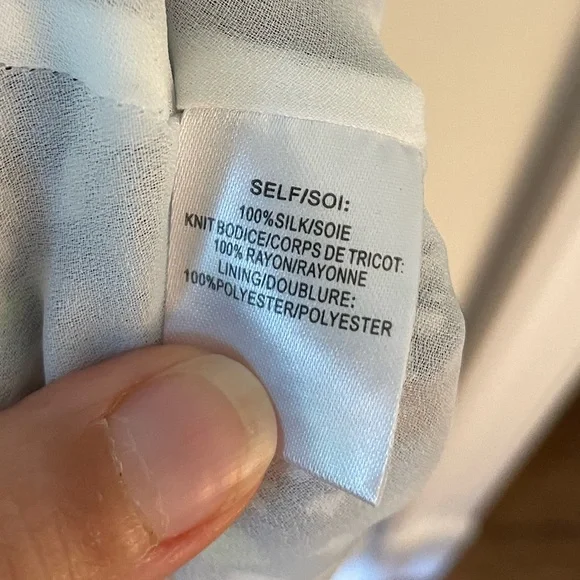 SELF/SOI:
100%SILK/SOIE
KNIT BODICE/CORPS DE TRICOT:
100% RAYON/RAYONNE
LINING/DOUBLURE:
100%POLYESTER/POLYESTER